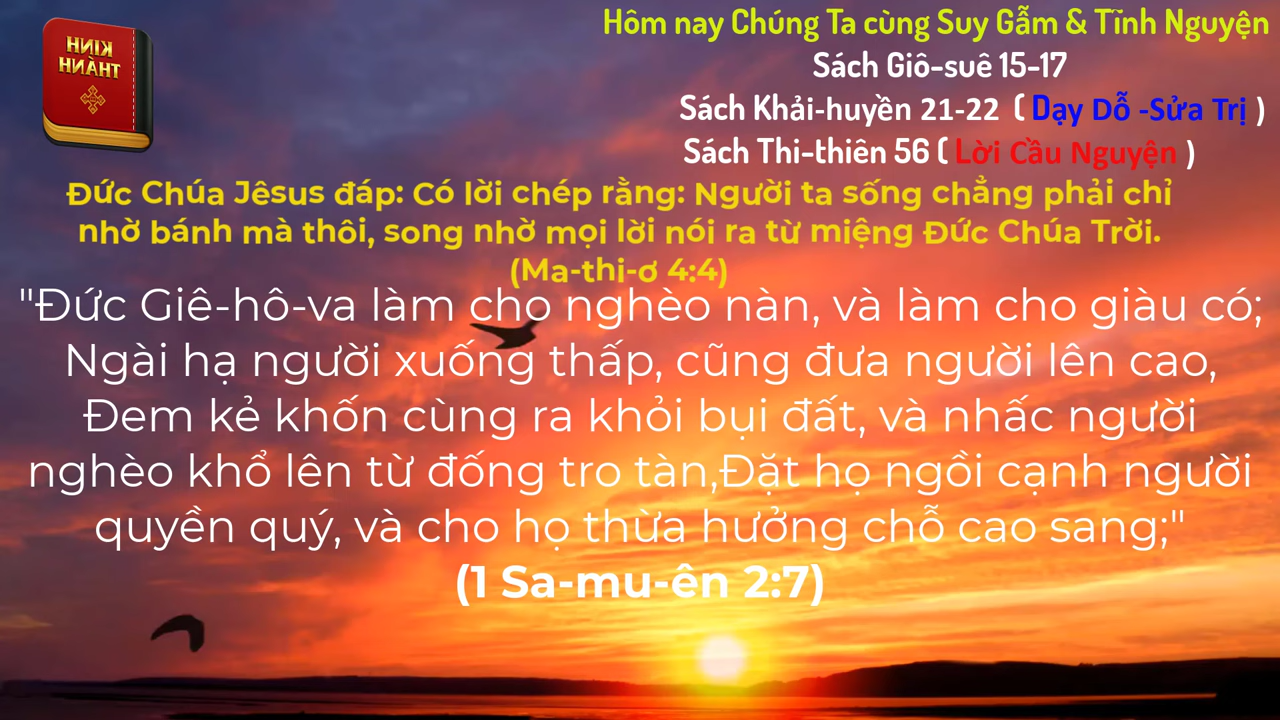 KINH
THÁNH
Hôm nay Chúng Ta cùng Suy Gẫm & Tĩnh Nguyện
Sách Giô-suê 15-17
Sách Khải-huyền 21-22 ( Dạy Dỗ -Sửa Trị )
Sách Thi-thiên 56 ( Lời Cầu Nguyện )
Đức Chúa Jêsus đáp: Có lời chép rằng: Người ta sống chẳng phải chỉ
nhờ bánh mà thôi, song nhờ mọi lời nói ra từ miệng Đức Chúa Trời.
(Ma-thi-ơ 4:4)
"Đức Giê-hô-va làm cho nghèo nàn, và làm cho giàu có;
Ngài hạ người xuống thấp, cũng đưa người lên cao,
Đem kẻ khốn cùng ra khỏi bụi đất, và nhấc người
nghèo khổ lên từ đống tro tàn,Đặt họ ngồi cạnh người
quyền quý, và cho họ thừa hưởng chỗ cao sang;"
(1 Sa-mu-ên 2:7)